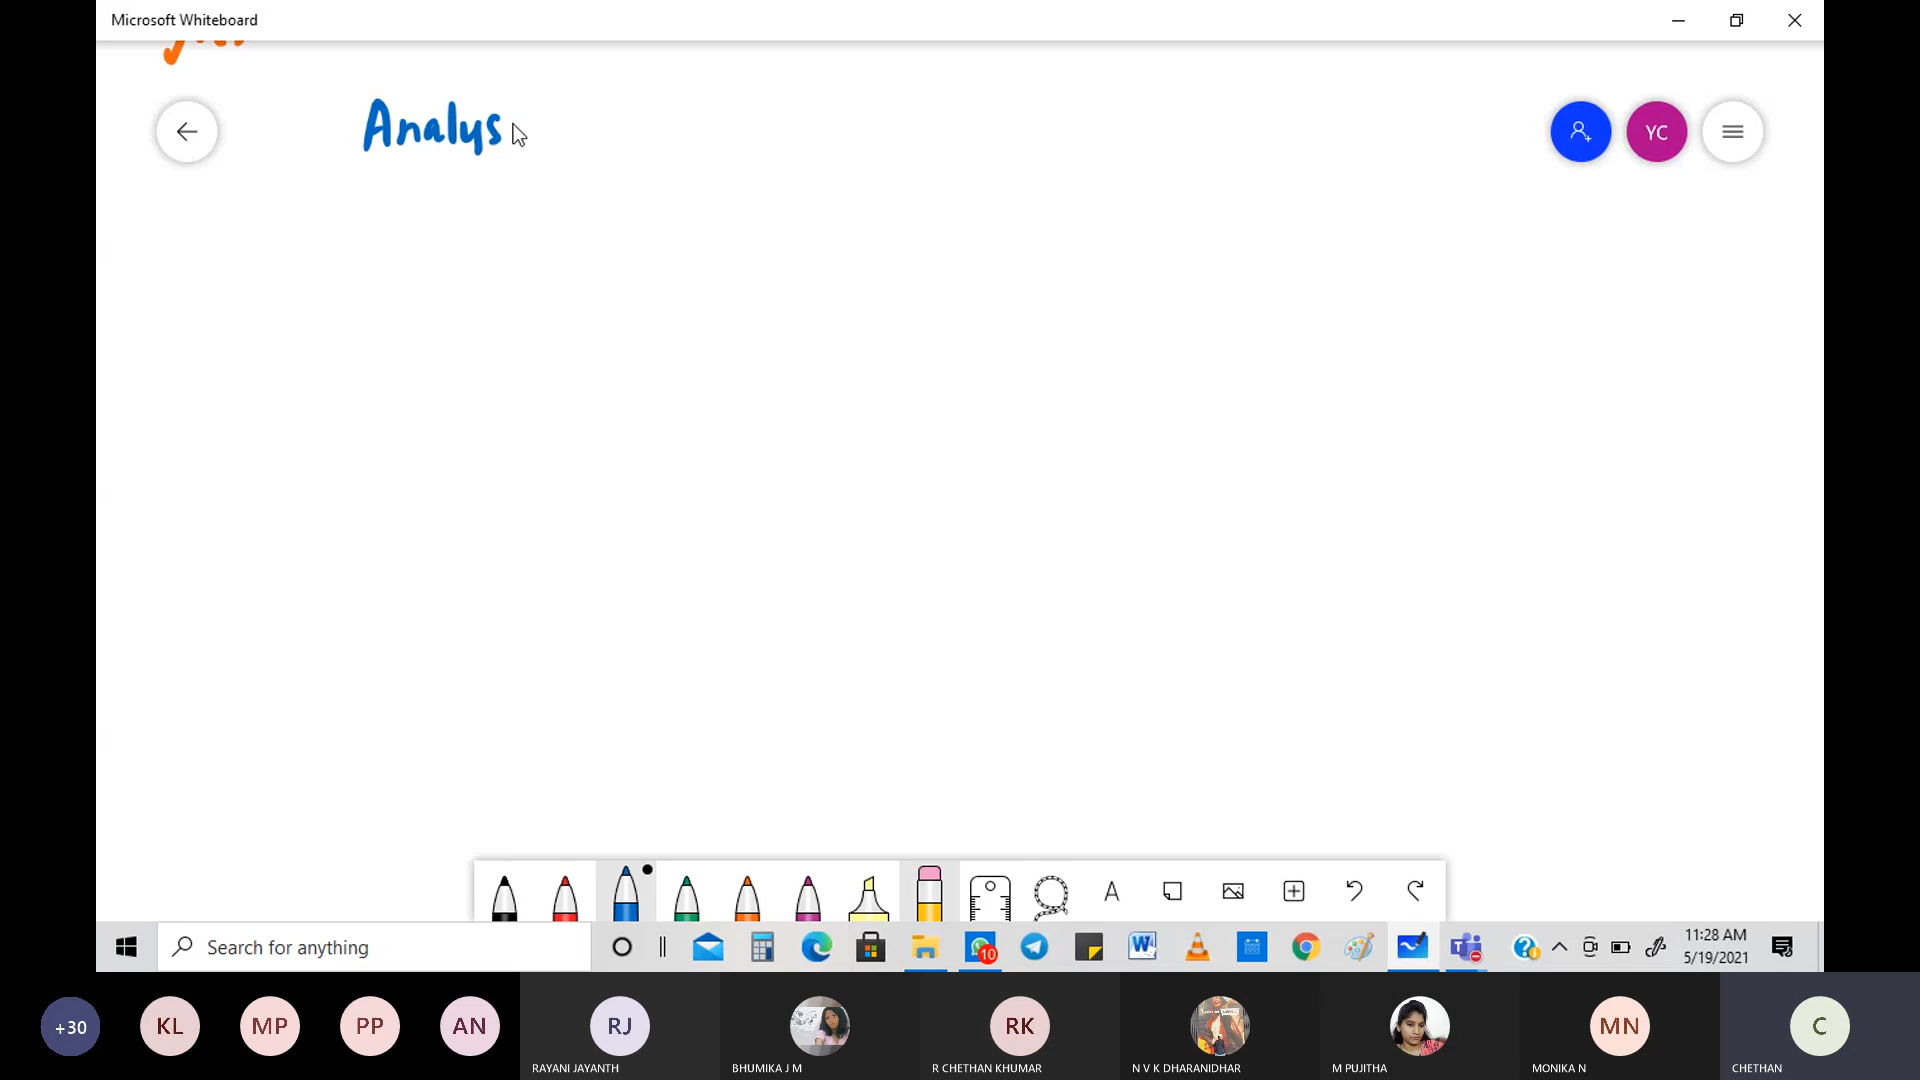 Microsoft Whiteboard
Analys
YC
A
Search for anything
10
11:28 AM
5/19/2021
+30
KL
MP
PP
AN
RJ
RK
MN
C
RAYANI JAYANTH
BHUMIKA J M
R CHETHAN KHUMAR
N V K DHARANIDHAR
M PUJITHA
MONIKA N
CHETHAN